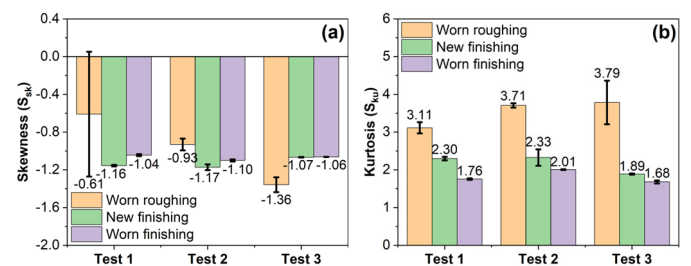 (a)
Skewness (Ssk)
0.4
0.0
-0.4
-0.8
-1.2
-1.6
-2.0
-0.61
-1.16
-1.04
-0.93
-1.17
-1.10
-1.36
-1.07
-1.06
Worn roughing
New finishing
Worn finishing
Test 1 Test 2 Test 3
(b)
Kurtosis (Sku)
6
5
4
3
2
1
0
Worn roughing
New finishing
Worn finishing
3.11
2.30
1.76
3.71
2.33
2.01
3.79
1.89
1.68
Test 1 Test 2 Test 3